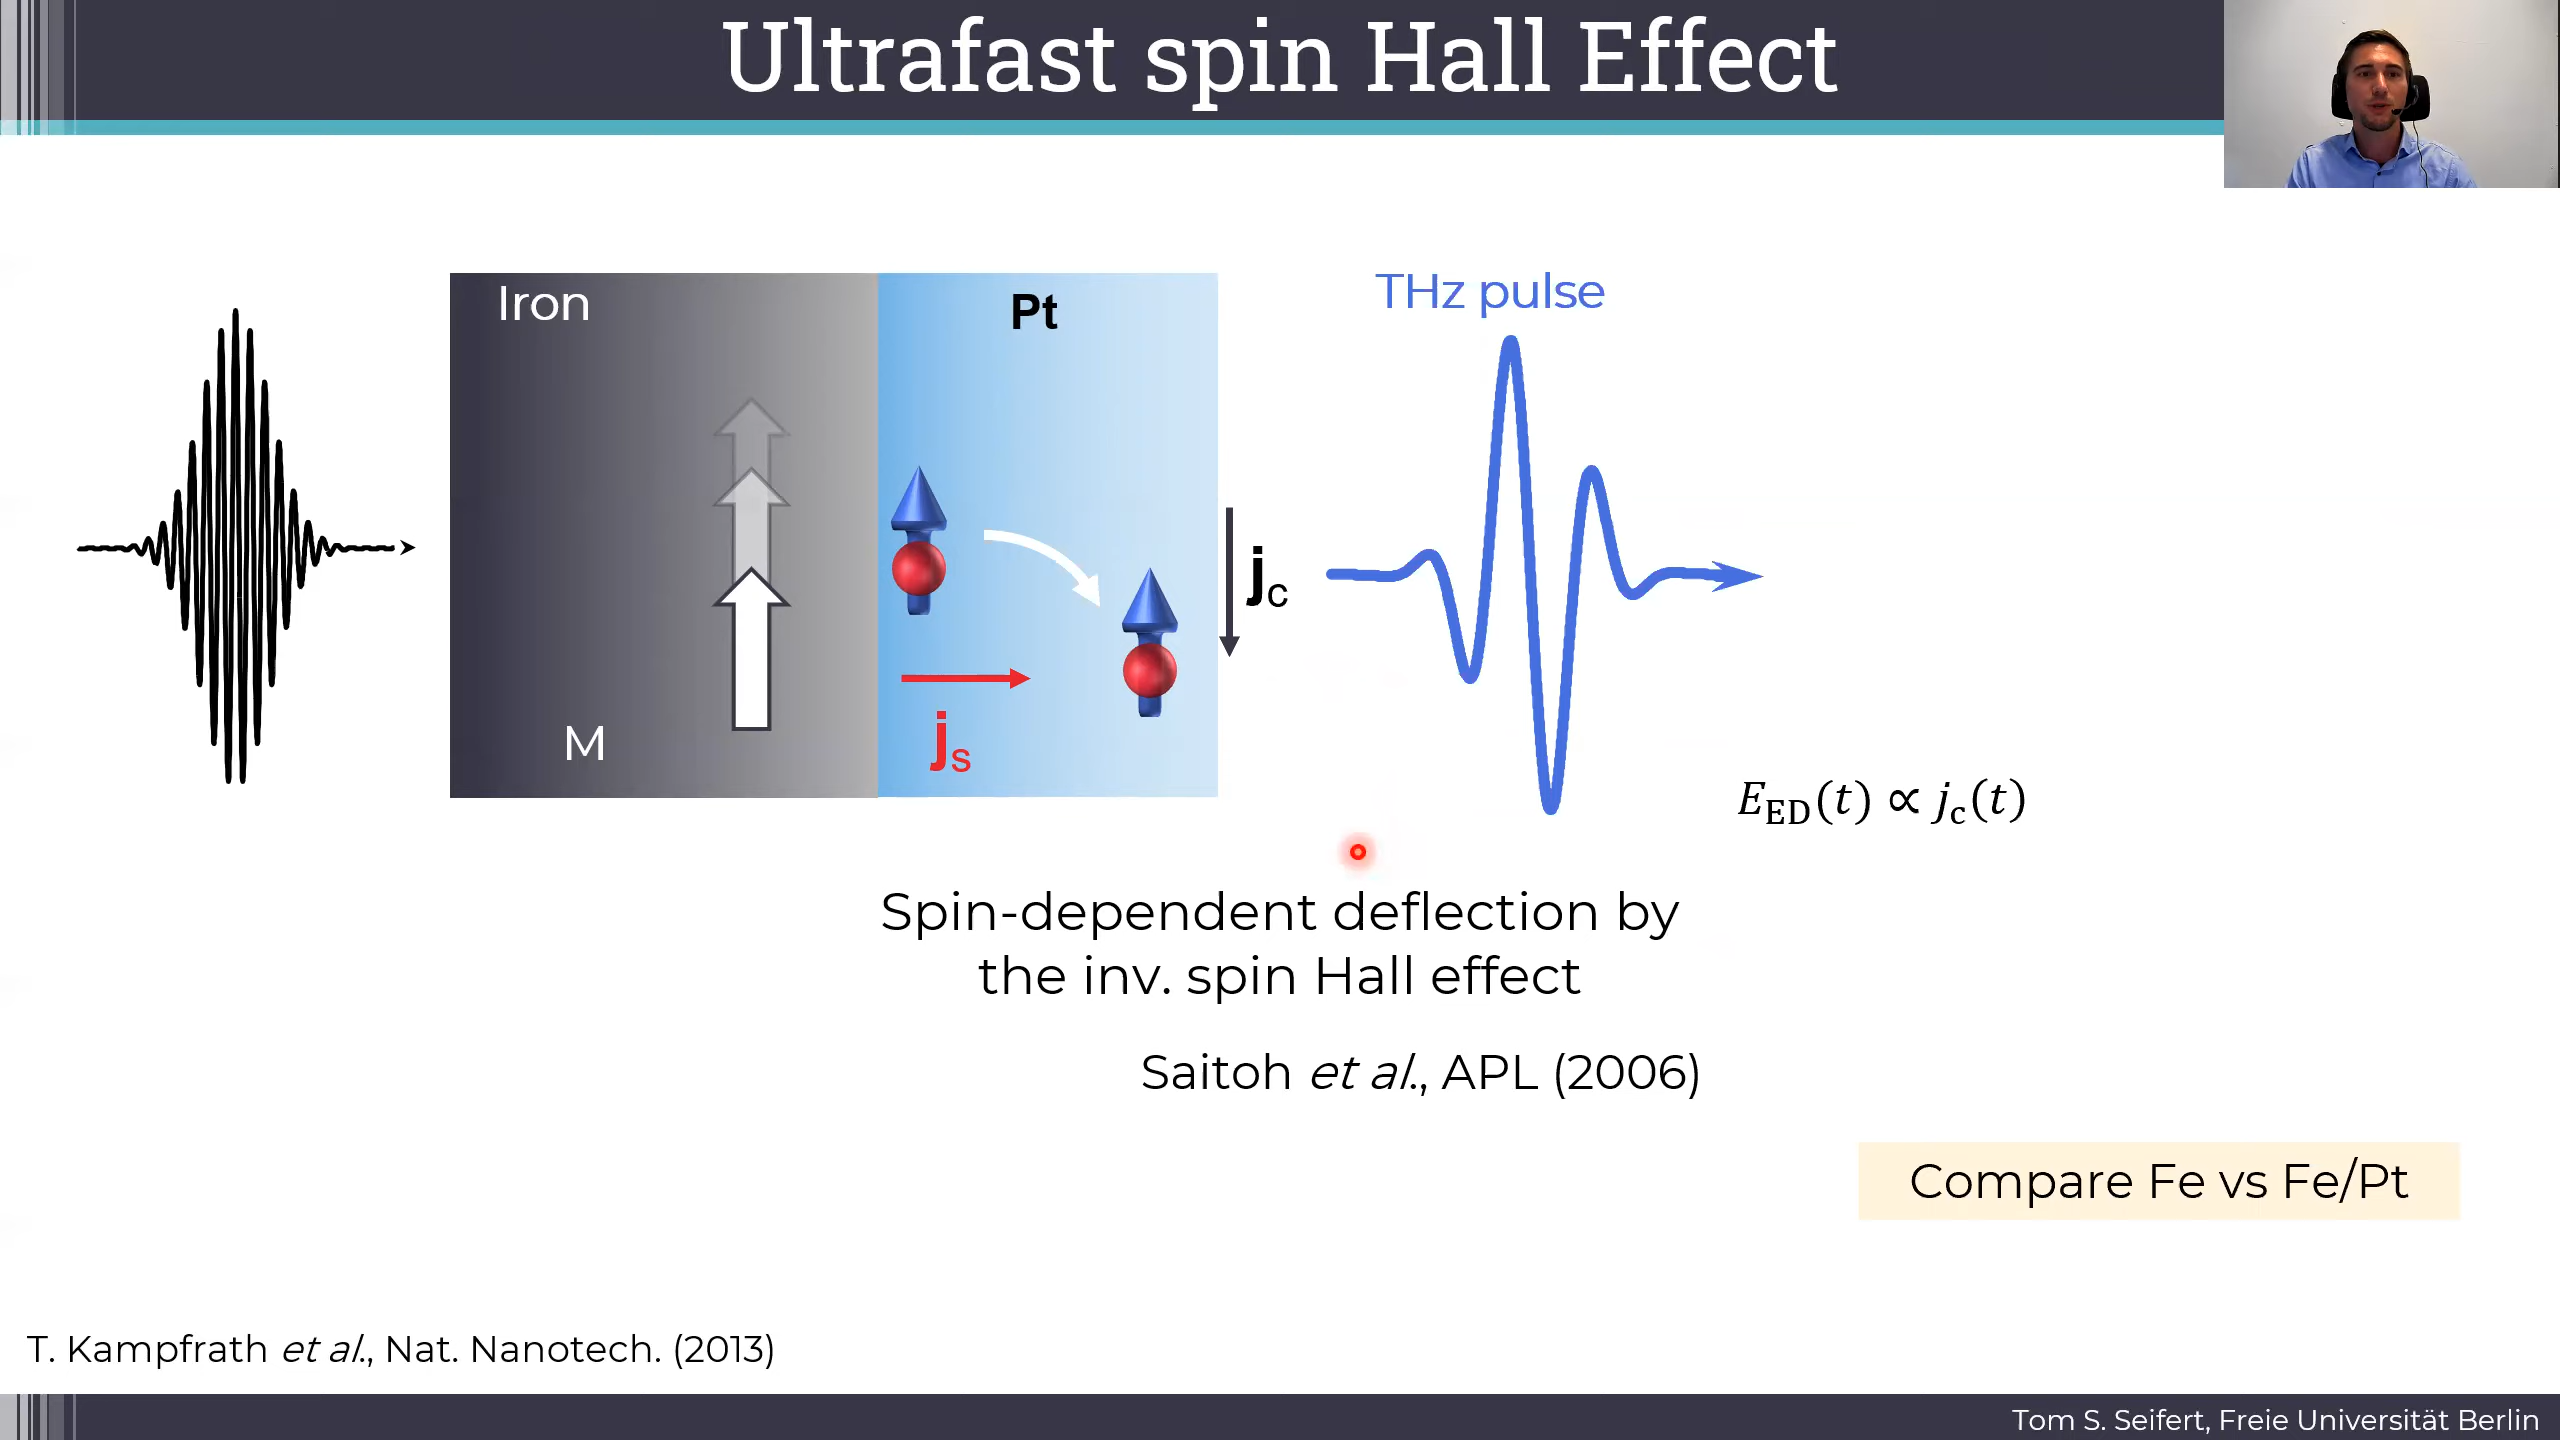 Ultrafast spin Hall Effect
Iron
Pt
THz pulse
M
js
jc
E_ED(t) ∝ j_c(t)
Spin-dependent deflection by
the inv. spin Hall effect
Saitoh et al., APL (2006)
Compare Fe vs Fe/Pt
T. Kampfrath et al., Nat. Nanotech. (2013)
Tom S. Seifert, Freie Universität Berlin